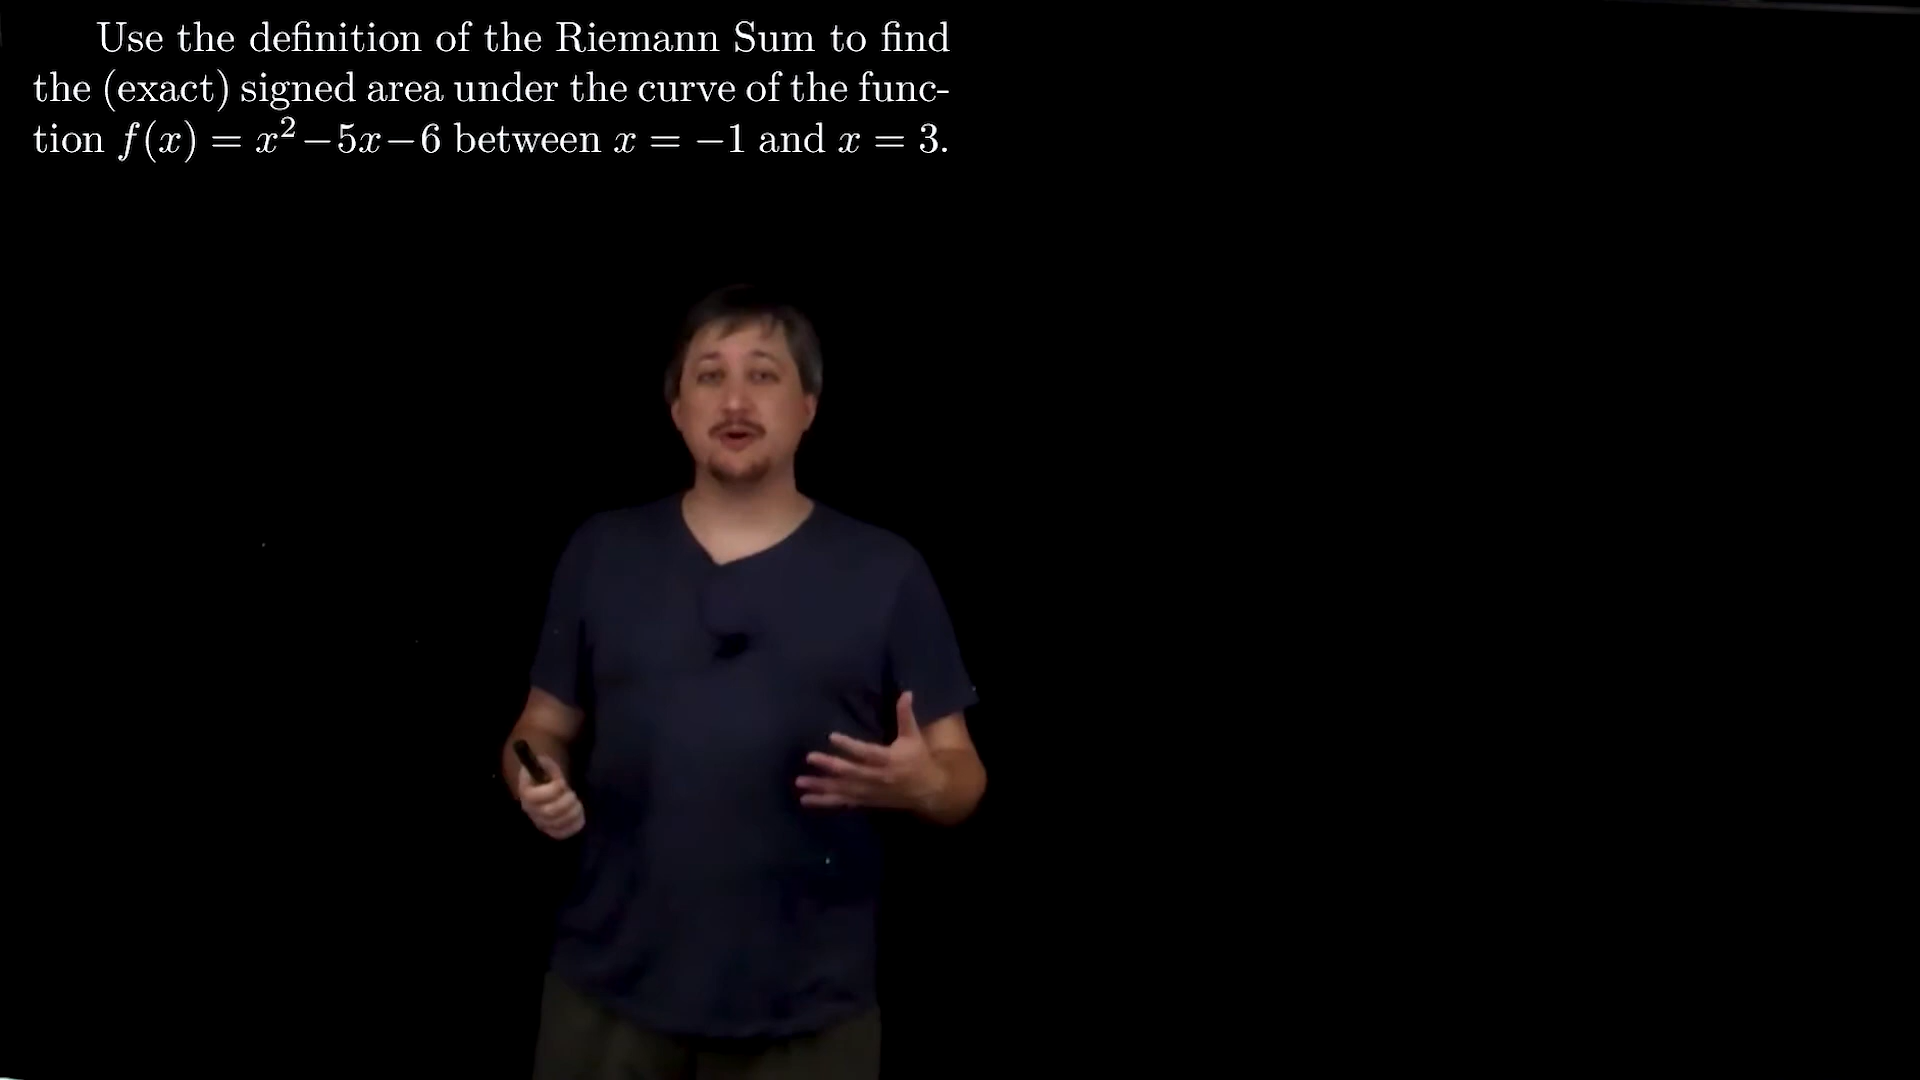 Use the definition of the Riemann Sum to find
the (exact) signed area under the curve of the func-
tion f(x) = x² − 5x − 6 between x = −1 and x = 3.